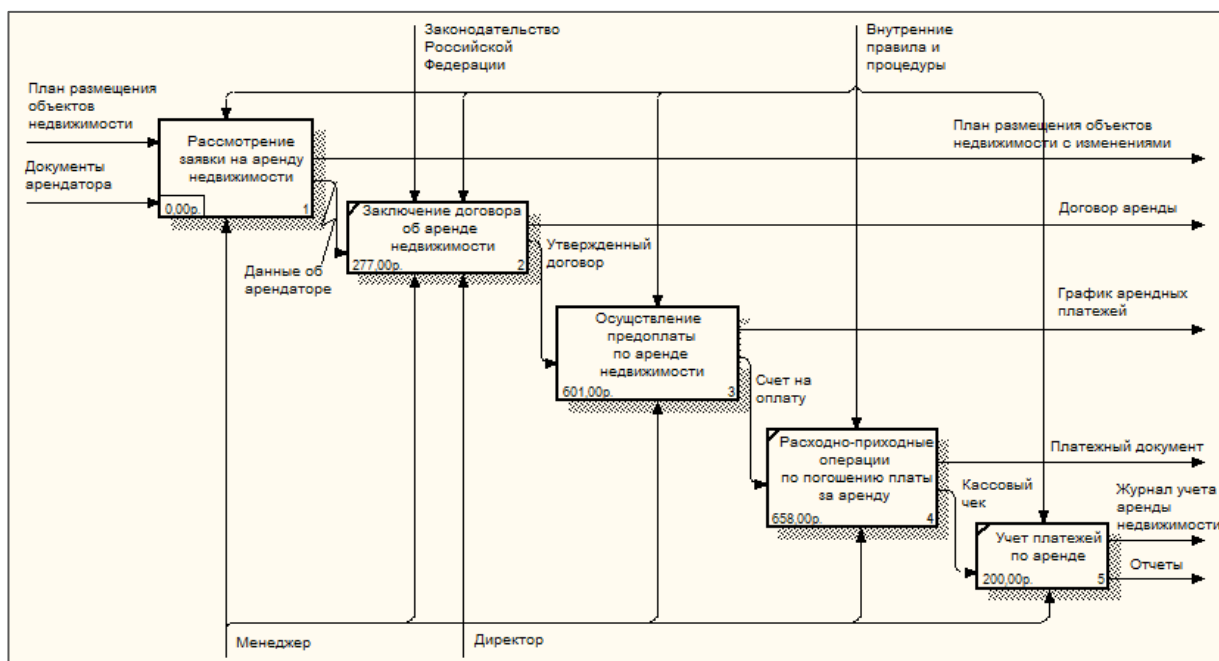 Законодательство
Российской
Федерации
Внутренние
правила и
процедуры
План размещения
объектов
недвижимости
Документы
арендатора
Рассмотрение
заявки на аренду
недвижимости
0,00р. 1
План размещения объектов
недвижимости с изменениями
Данные об
арендаторе
Заключение договора
об аренде
недвижимости
277,00р. 2
Договор аренды
Утвержденный
договор
Осущствление
предоплаты
по аренде
недвижимости
601,00р. 3
График арендных
платежей
Счет на
оплату
Расходно-приходные
операции
по погошению платы
за аренду
658,00р. 4
Платежный документ
Кассовый
чек
Журнал учета
аренды
недвижимости
Учет платежей
по аренде
200,00р. 5
Отчеты
Менеджер
Директор